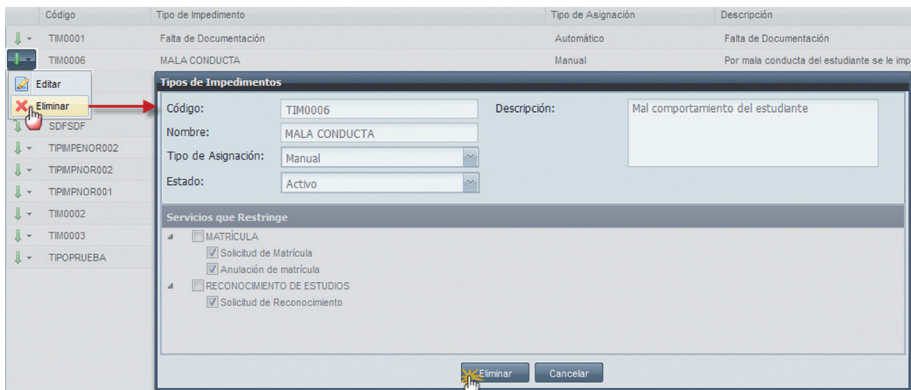 Código Tipo de Impedimento Tipo de Asignación Descripción
TIM0001 Falta de Documentación Automático Falta de Documentación
TIM0006 MALA CONDUCTA Manual Por mala conducta del estudiante se le imp
Editar
Eliminar
SDFSDF
TIPIMPENOR002
TIPIMPNOR002
TIPIMPNOR001
TIM0002
TIM0003
TIPOPRUEBA
Tipos de Impedimentos
Código: TIM0006 Descripción: Mal comportamiento del estudiante
Nombre: MALA CONDUCTA
Tipo de Asignación: Manual
Estado: Activo
Servicios que Restringe
MATRÍCULA
Solicitud de Matrícula
Anulación de matrícula
RECONOCIMIENTO DE ESTUDIOS
Solicitud de Reconocimiento
Eliminar Cancelar